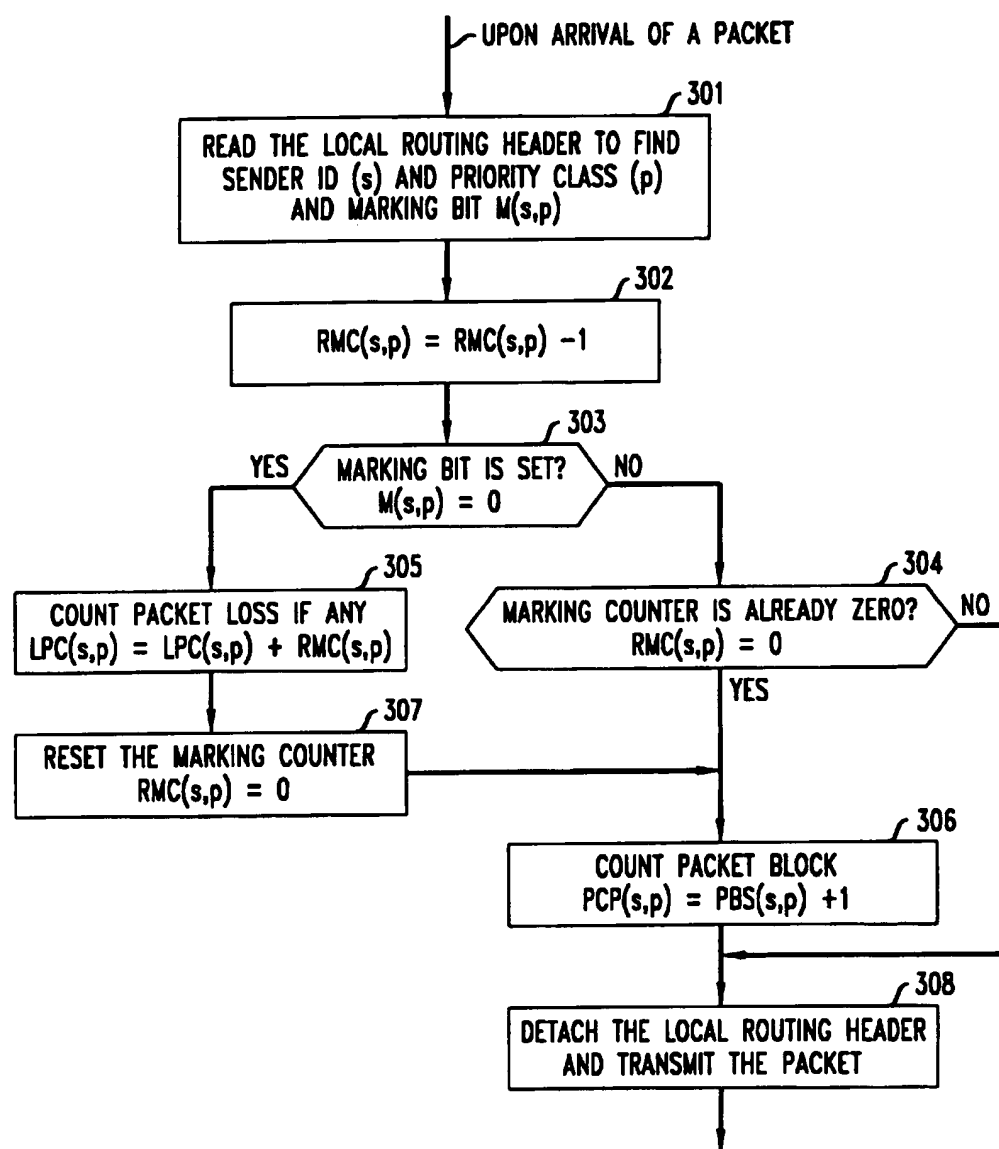 UPON ARRIVAL OF A PACKET
301
READ THE LOCAL ROUTING HEADER TO FIND
SENDER ID (s) AND PRIORITY CLASS (p)
AND MARKING BIT M(s,p)
302
RMC(s,p) = RMC(s,p) -1
303
YES
MARKING BIT IS SET?
NO
M(s,p) = 0
305
COUNT PACKET LOSS IF ANY
LPC(s,p) = LPC(s,p) + RMC(s,p)
304
MARKING COUNTER IS ALREADY ZERO?
NO
RMC(s,p) = 0
YES
307
RESET THE MARKING COUNTER
RMC(s,p) = 0
306
COUNT PACKET BLOCK
PCP(s,p) = PBS(s,p) +1
308
DETACH THE LOCAL ROUTING HEADER
AND TRANSMIT THE PACKET